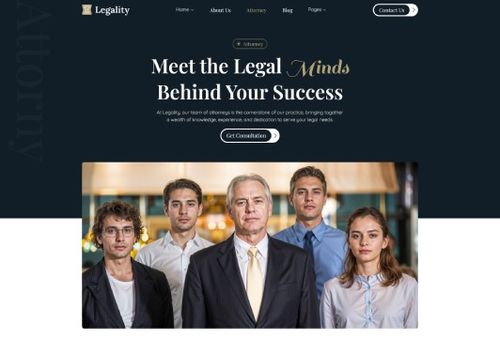 Legality
Home
About Us
Attorney
Blog
Pages
Contact Us
Attorny
Attorney
Meet the Legal Minds
Behind Your Success
At Legality, our team of attorneys is the cornerstone of our practice, bringing together
a wealth of knowledge, experience, and dedication to serve your legal needs
Get Consultation